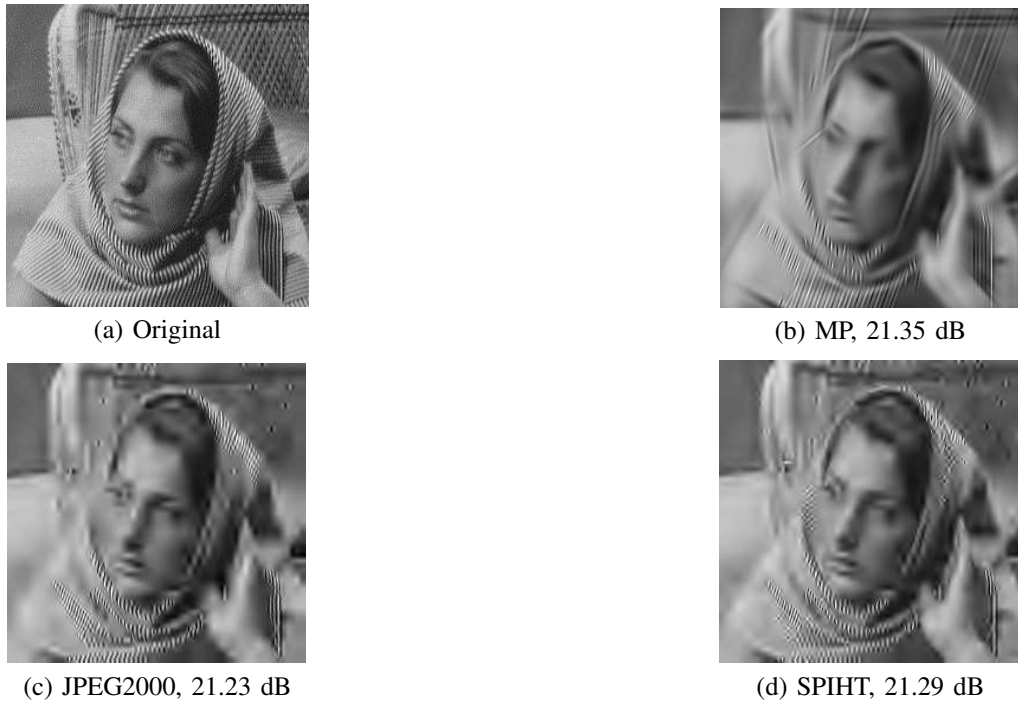 (a) Original
(b) MP, 21.35 dB
(c) JPEG2000, 21.23 dB
(d) SPIHT, 21.29 dB